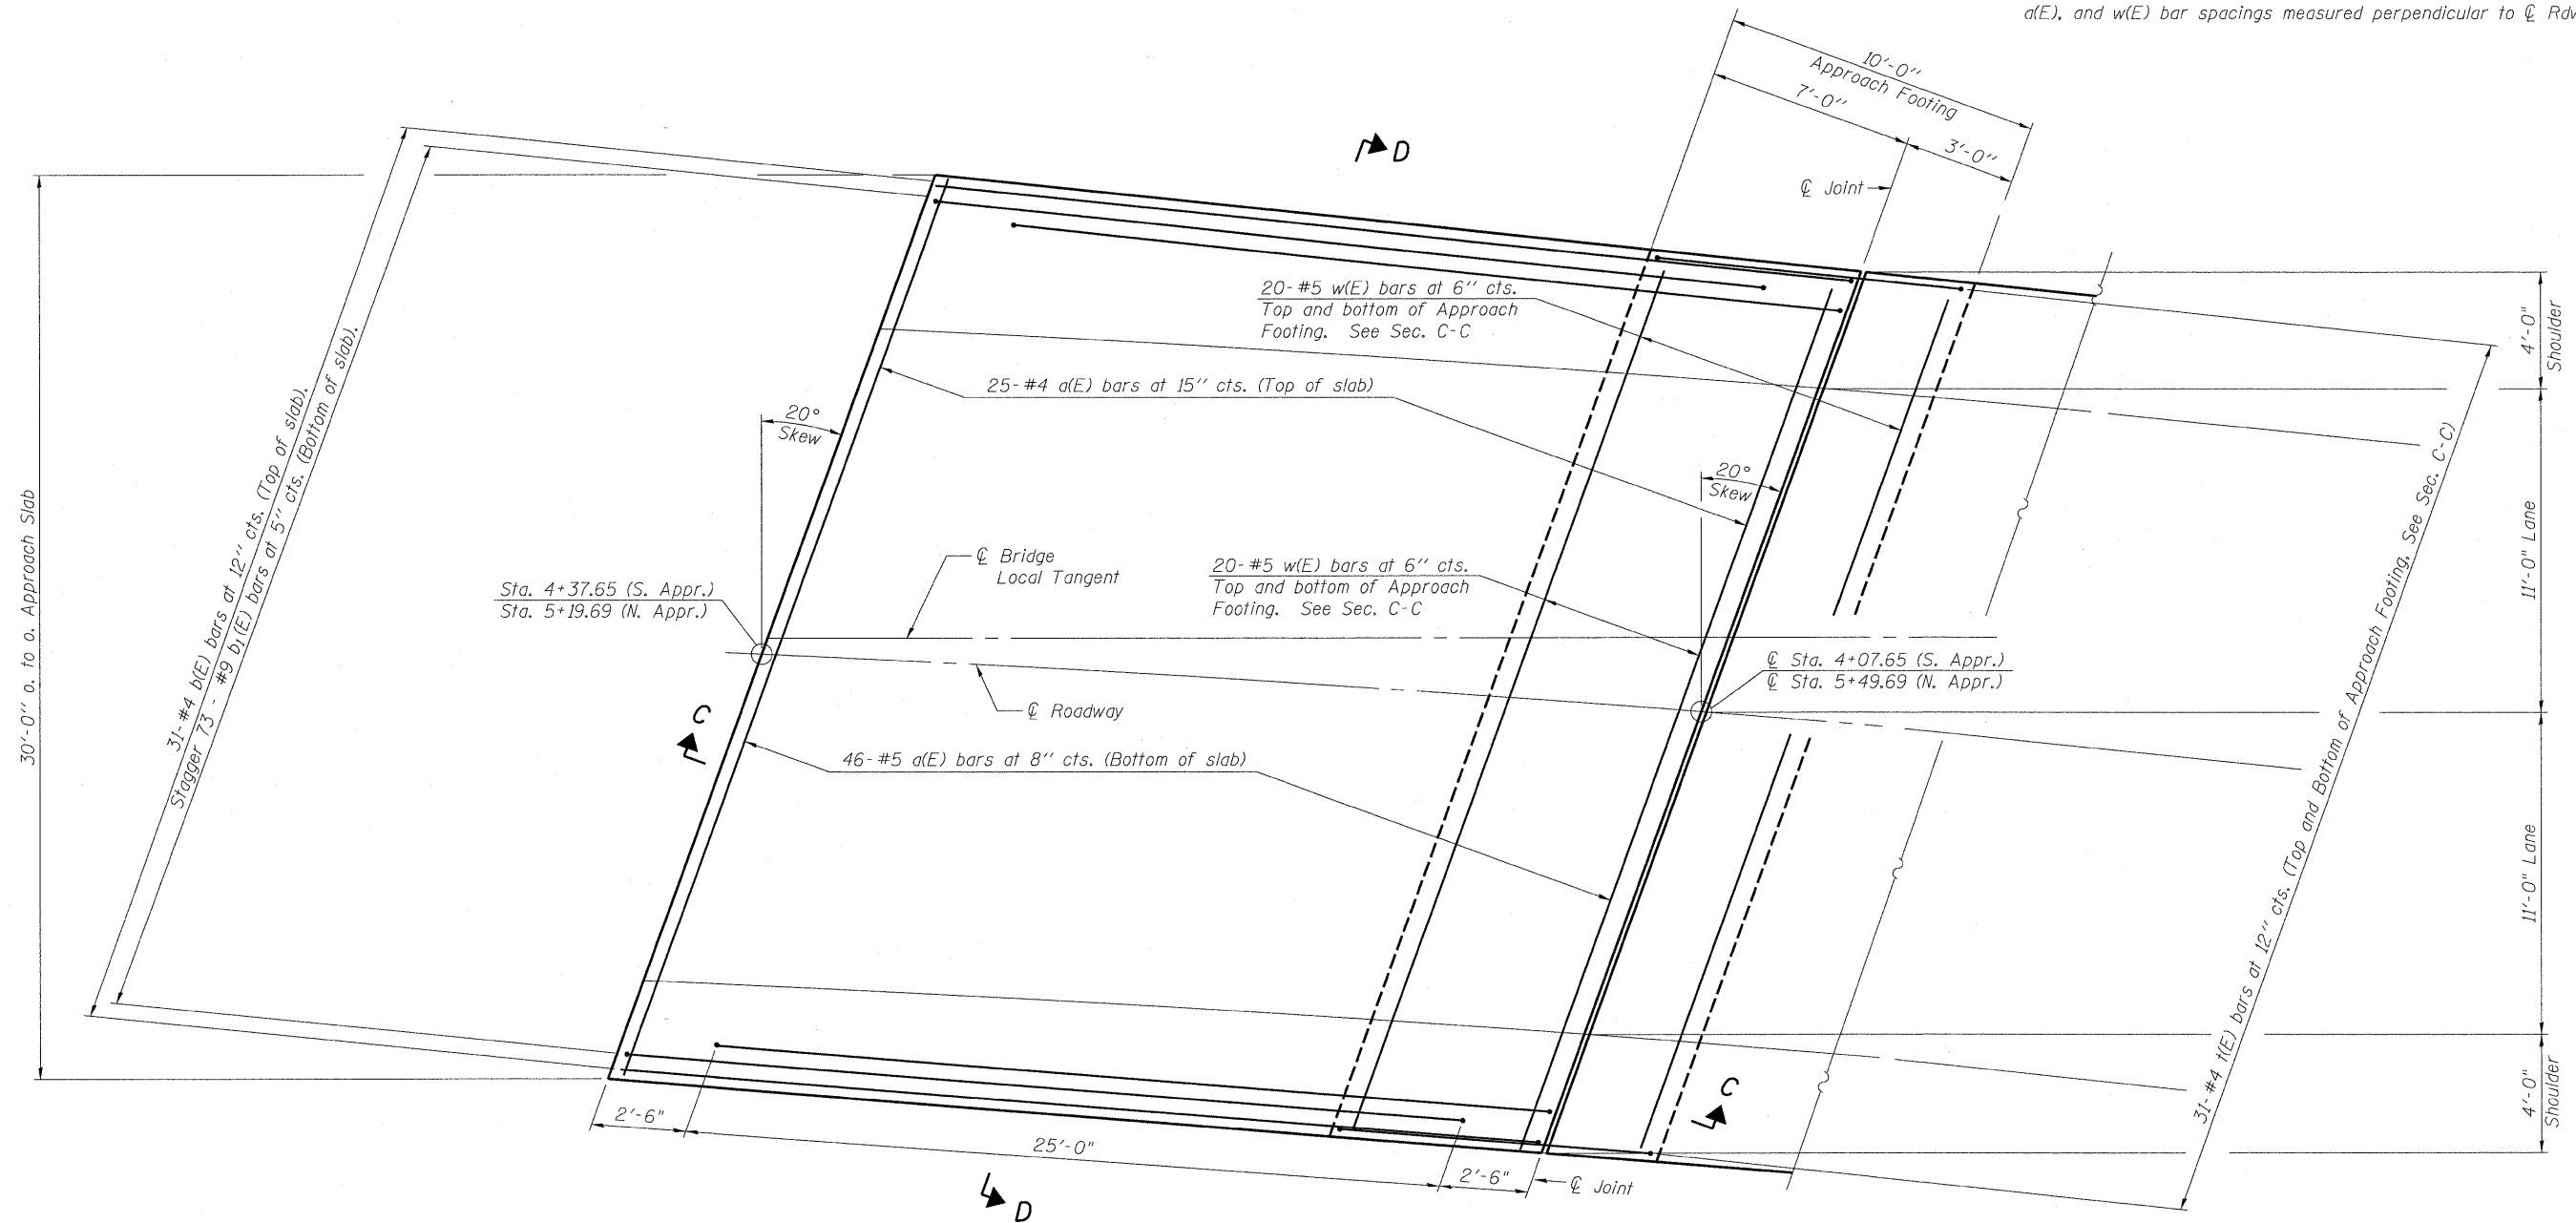 a(E), and w(E) bar spacings measured perpendicular to ℄ Rdw
10'-0"
Approach Footing
7'-0"
3'-0"
D
℄ Joint
20-#5 w(E) bars at 6" cts.
Top and bottom of Approach
Footing. See Sec. C-C
4'-0"
Shoulder
25-#4 a(E) bars at 15" cts. (Top of slab)
20°
Skew
31-#4 b(E) bars at 12" cts. (Top of slab).
Stagger 73 - #9 b1(E) bars at 5" cts. (Bottom of slab).
30'-0" o. to o. Approach Slab
20°
Skew
11'-0" Lane
℄ Bridge
Local Tangent
20-#5 w(E) bars at 6" cts.
Top and bottom of Approach
Footing. See Sec. C-C
Sta. 4+37.65 (S. Appr.)
Sta. 5+19.69 (N. Appr.)
℄ Sta. 4+07.65 (S. Appr.)
℄ Sta. 5+49.69 (N. Appr.)
℄ Roadway
C
46-#5 a(E) bars at 8" cts. (Bottom of slab)
31-#4 t(E) bars at 12" cts. (Top and Bottom of Approach Footing, See Sec. C-C)
11'-0" Lane
C
4'-0"
Shoulder
2'-6"
25'-0"
2'-6"
℄ Joint
D